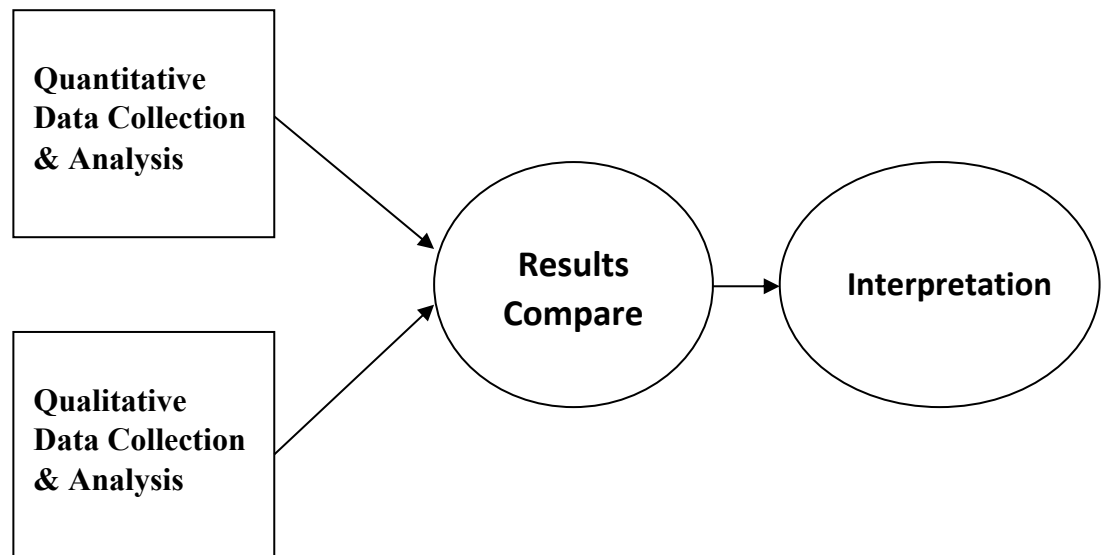 Quantitative
Data Collection
& Analysis
Results
Compare
Interpretation
Qualitative
Data Collection
& Analysis